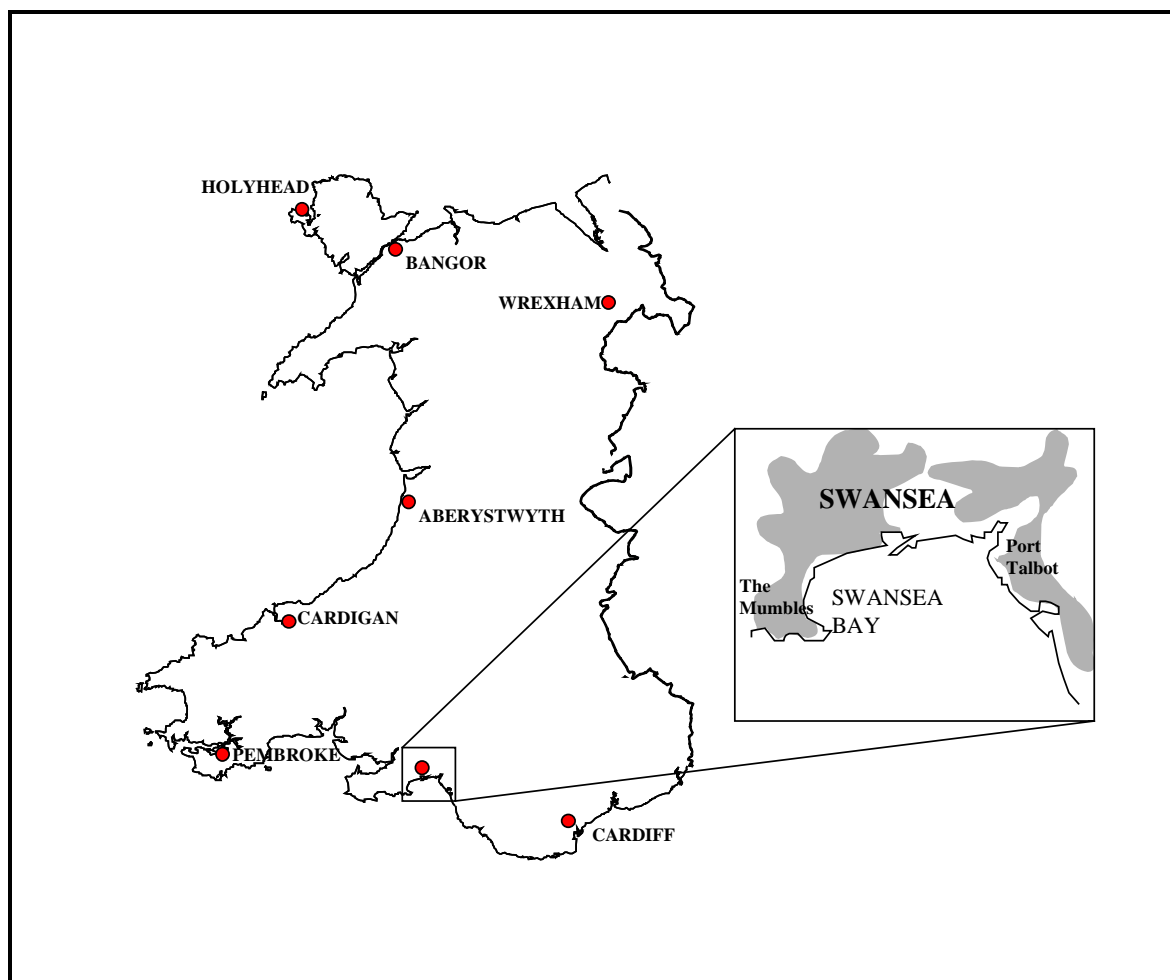 HOLYHEAD
BANGOR
WREXHAM
ABERYSTWYTH
CARDIGAN
PEMBROKE
CARDIFF
SWANSEA
Port
Talbot
The
Mumbles
SWANSEA
BAY